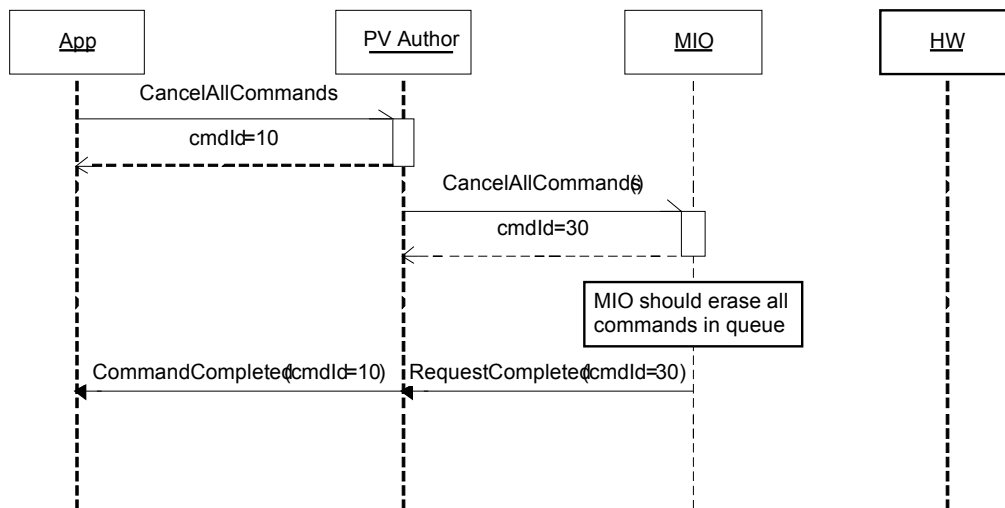 App
PV Author
MIO
HW
CancelAllCommands
cmdId=10
CancelAllCommands()
cmdId=30
MIO should erase all
commands in queue
CommandCompleted(cmdId=10)
RequestCompleted(cmdId=30)